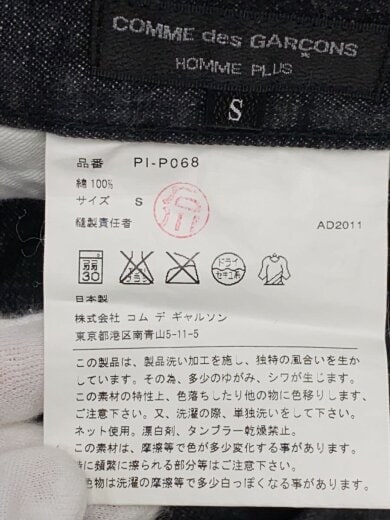 COMME des GARÇONS
HOMME PLUS
S
品番 PI-P068
綿100%
サイズ S
縫製責任者
AD2011
弱
30
ドライ
セキユ系
日本製
株式会社 コム デ ギャルソン
東京都港区南青山5-11-5
この製品は、製品洗い加工を施し、独特の風合いを生か
しています。その為、多少のゆがみ、シワが生じます。
この素材の特性上、色落ちしたり他の物に色移りします、
ご注意下さい。又、洗濯の際、単独洗いをして下さい。
ネット使用。漂白剤、タンブラー乾燥禁止。
この素材は、摩擦等で色が多少変化する事があります。
特に頻繁に擦られる部分等はご注意下さい。
色物は洗濯の摩擦等で多少白っぽくなる事があります。